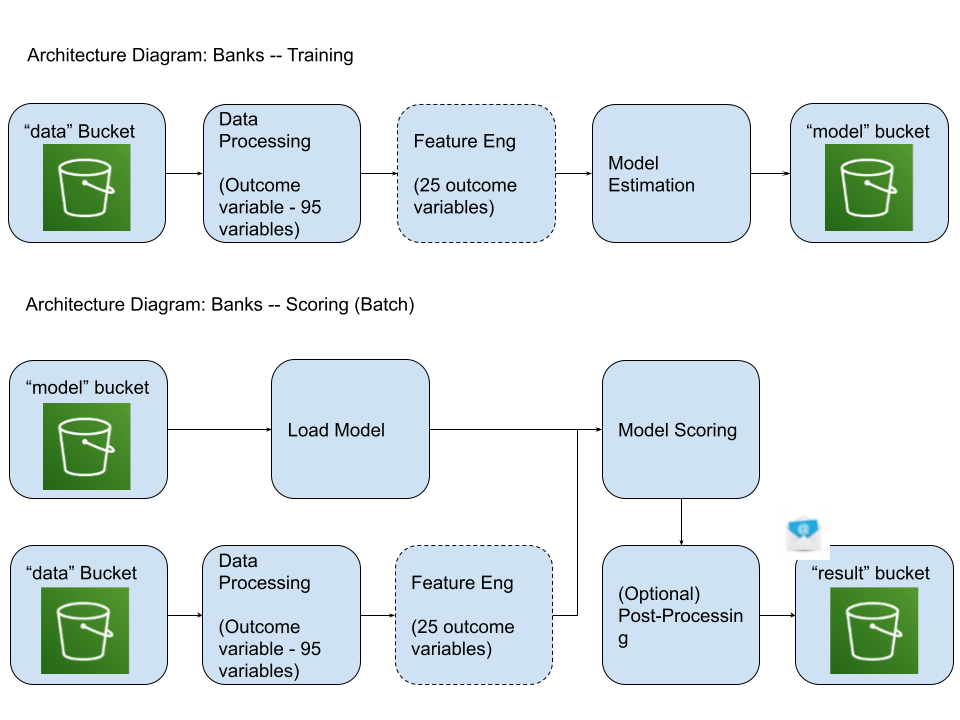 Architecture Diagram: Banks -- Training
“data” Bucket
Data
Processing
(Outcome
variable - 95
variables)
Feature Eng
(25 outcome
variables)
Model
Estimation
“model” bucket
Architecture Diagram: Banks -- Scoring (Batch)
“model” bucket
Load Model
Model Scoring
“data” Bucket
Data
Processing
(Outcome
variable - 95
variables)
Feature Eng
(25 outcome
variables)
(Optional)
Post-Processin
g
@
“result” bucket